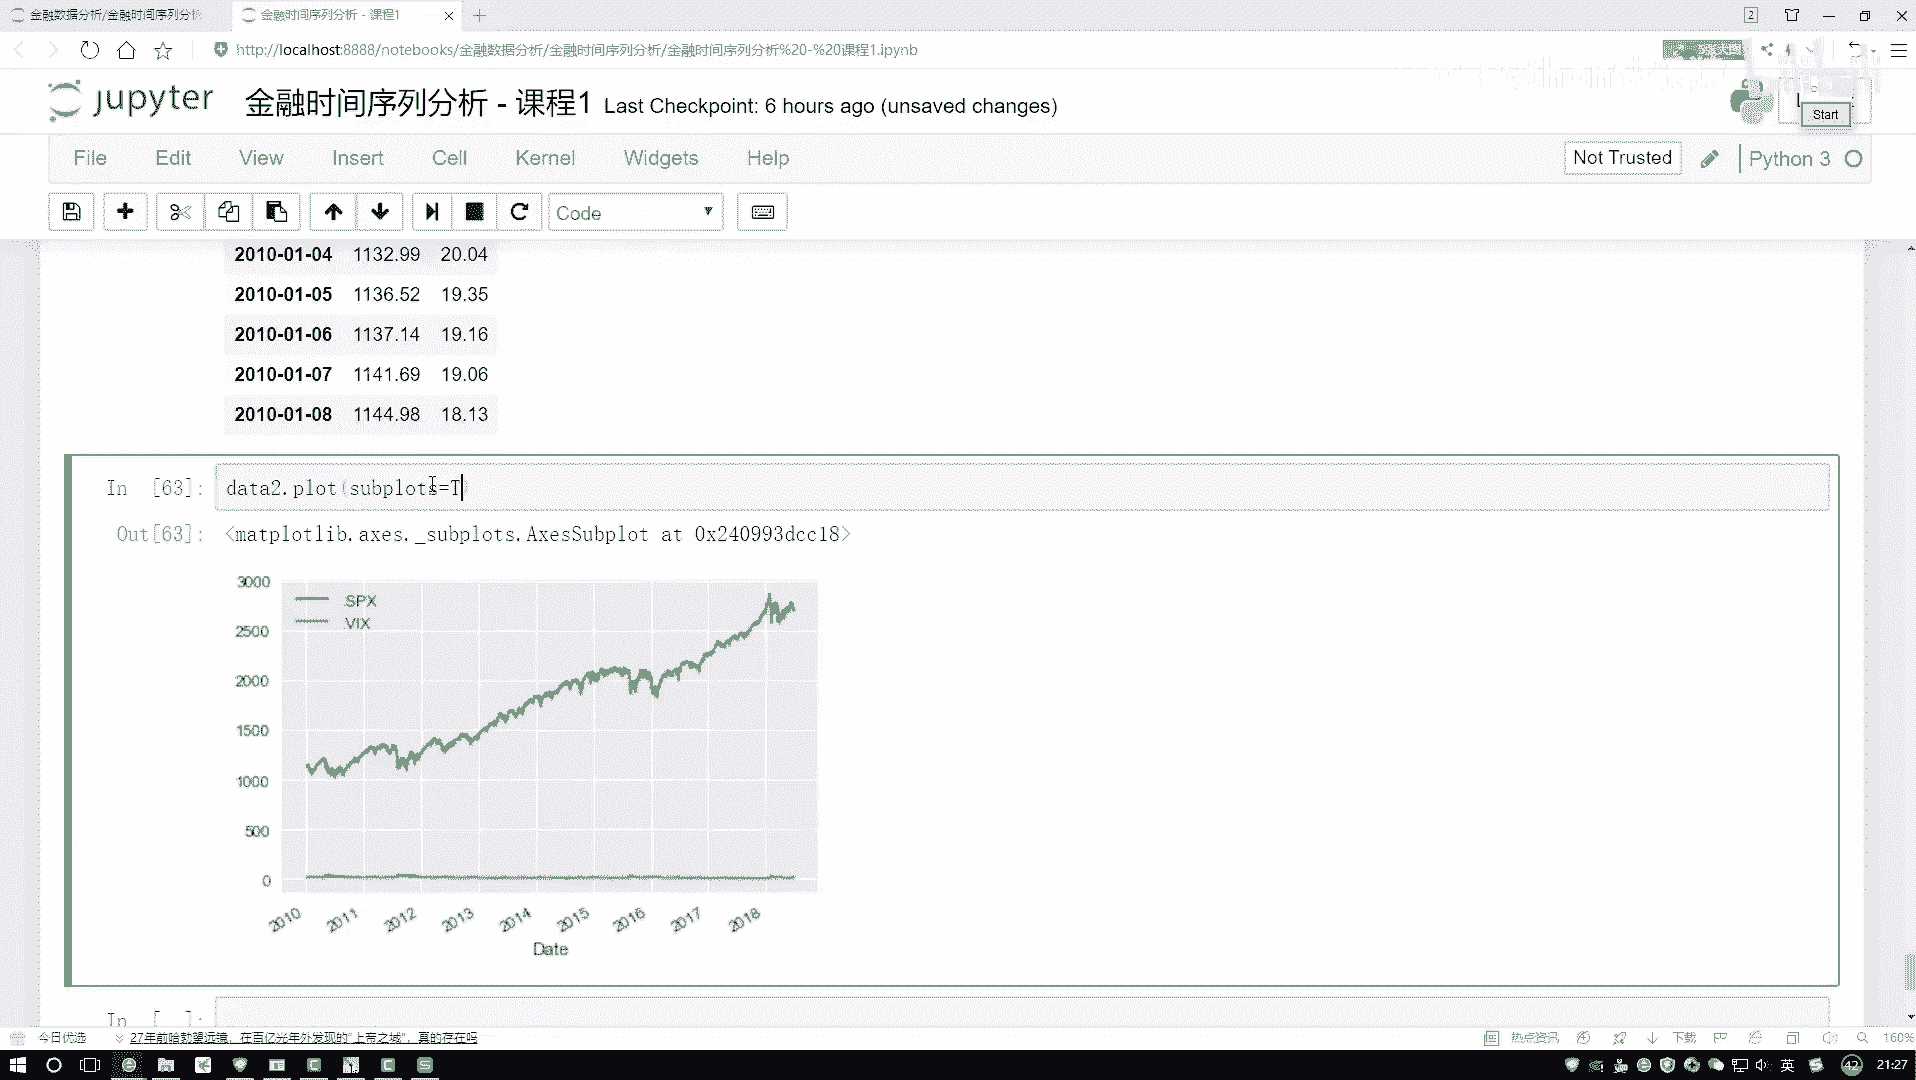 金融数据分析/金融时间序列分析
金融时间序列分析 - 课程1
2
http://localhost:8888/notebooks/金融数据分析/金融时间序列分析/金融时间序列分析%20-%20课程1.ipynb
jupyter 金融时间序列分析 - 课程1 Last Checkpoint: 6 hours ago (unsaved changes)
Start
File Edit View Insert Cell Kernel Widgets Help
Not Trusted
Python 3
Code
2010-01-04 1132.99 20.04
2010-01-05 1136.52 19.35
2010-01-06 1137.14 19.16
2010-01-07 1141.69 19.06
2010-01-08 1144.98 18.13
In [63]: data2.plot(subplots=T)
Out[63]: <matplotlib.axes._subplots.AxesSubplot at 0x240993dcc18>
SPX
VIX
3000
2500
2000
1500
1000
500
0
2010 2011 2012 2013 2014 2015 2016 2017 2018
Date
In [ ]:
今日优选
27年前哈勃望远镜，在百亿光年外发现的"上帝之城"，真的存在吗
热点资讯
下载
160%
英
42
21:27